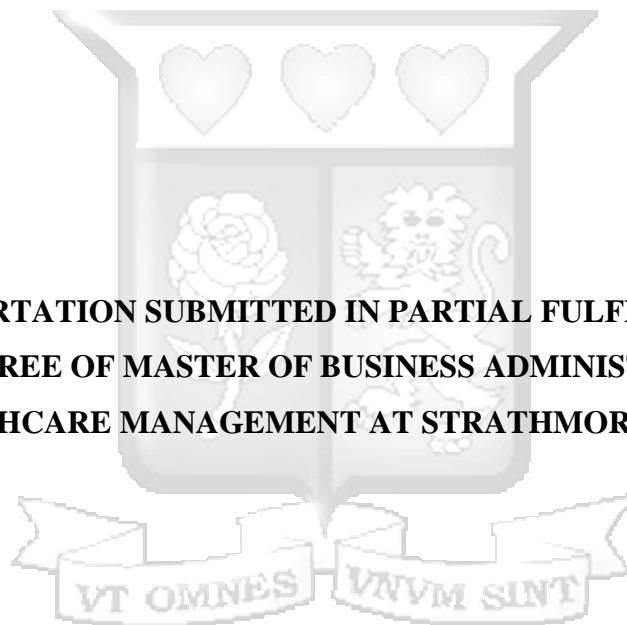 RTATION SUBMITTED IN PARTIAL FULF
REE OF MASTER OF BUSINESS ADMINIS
HCARE MANAGEMENT AT STRATHMOR
VT OMNES VNVM SINT